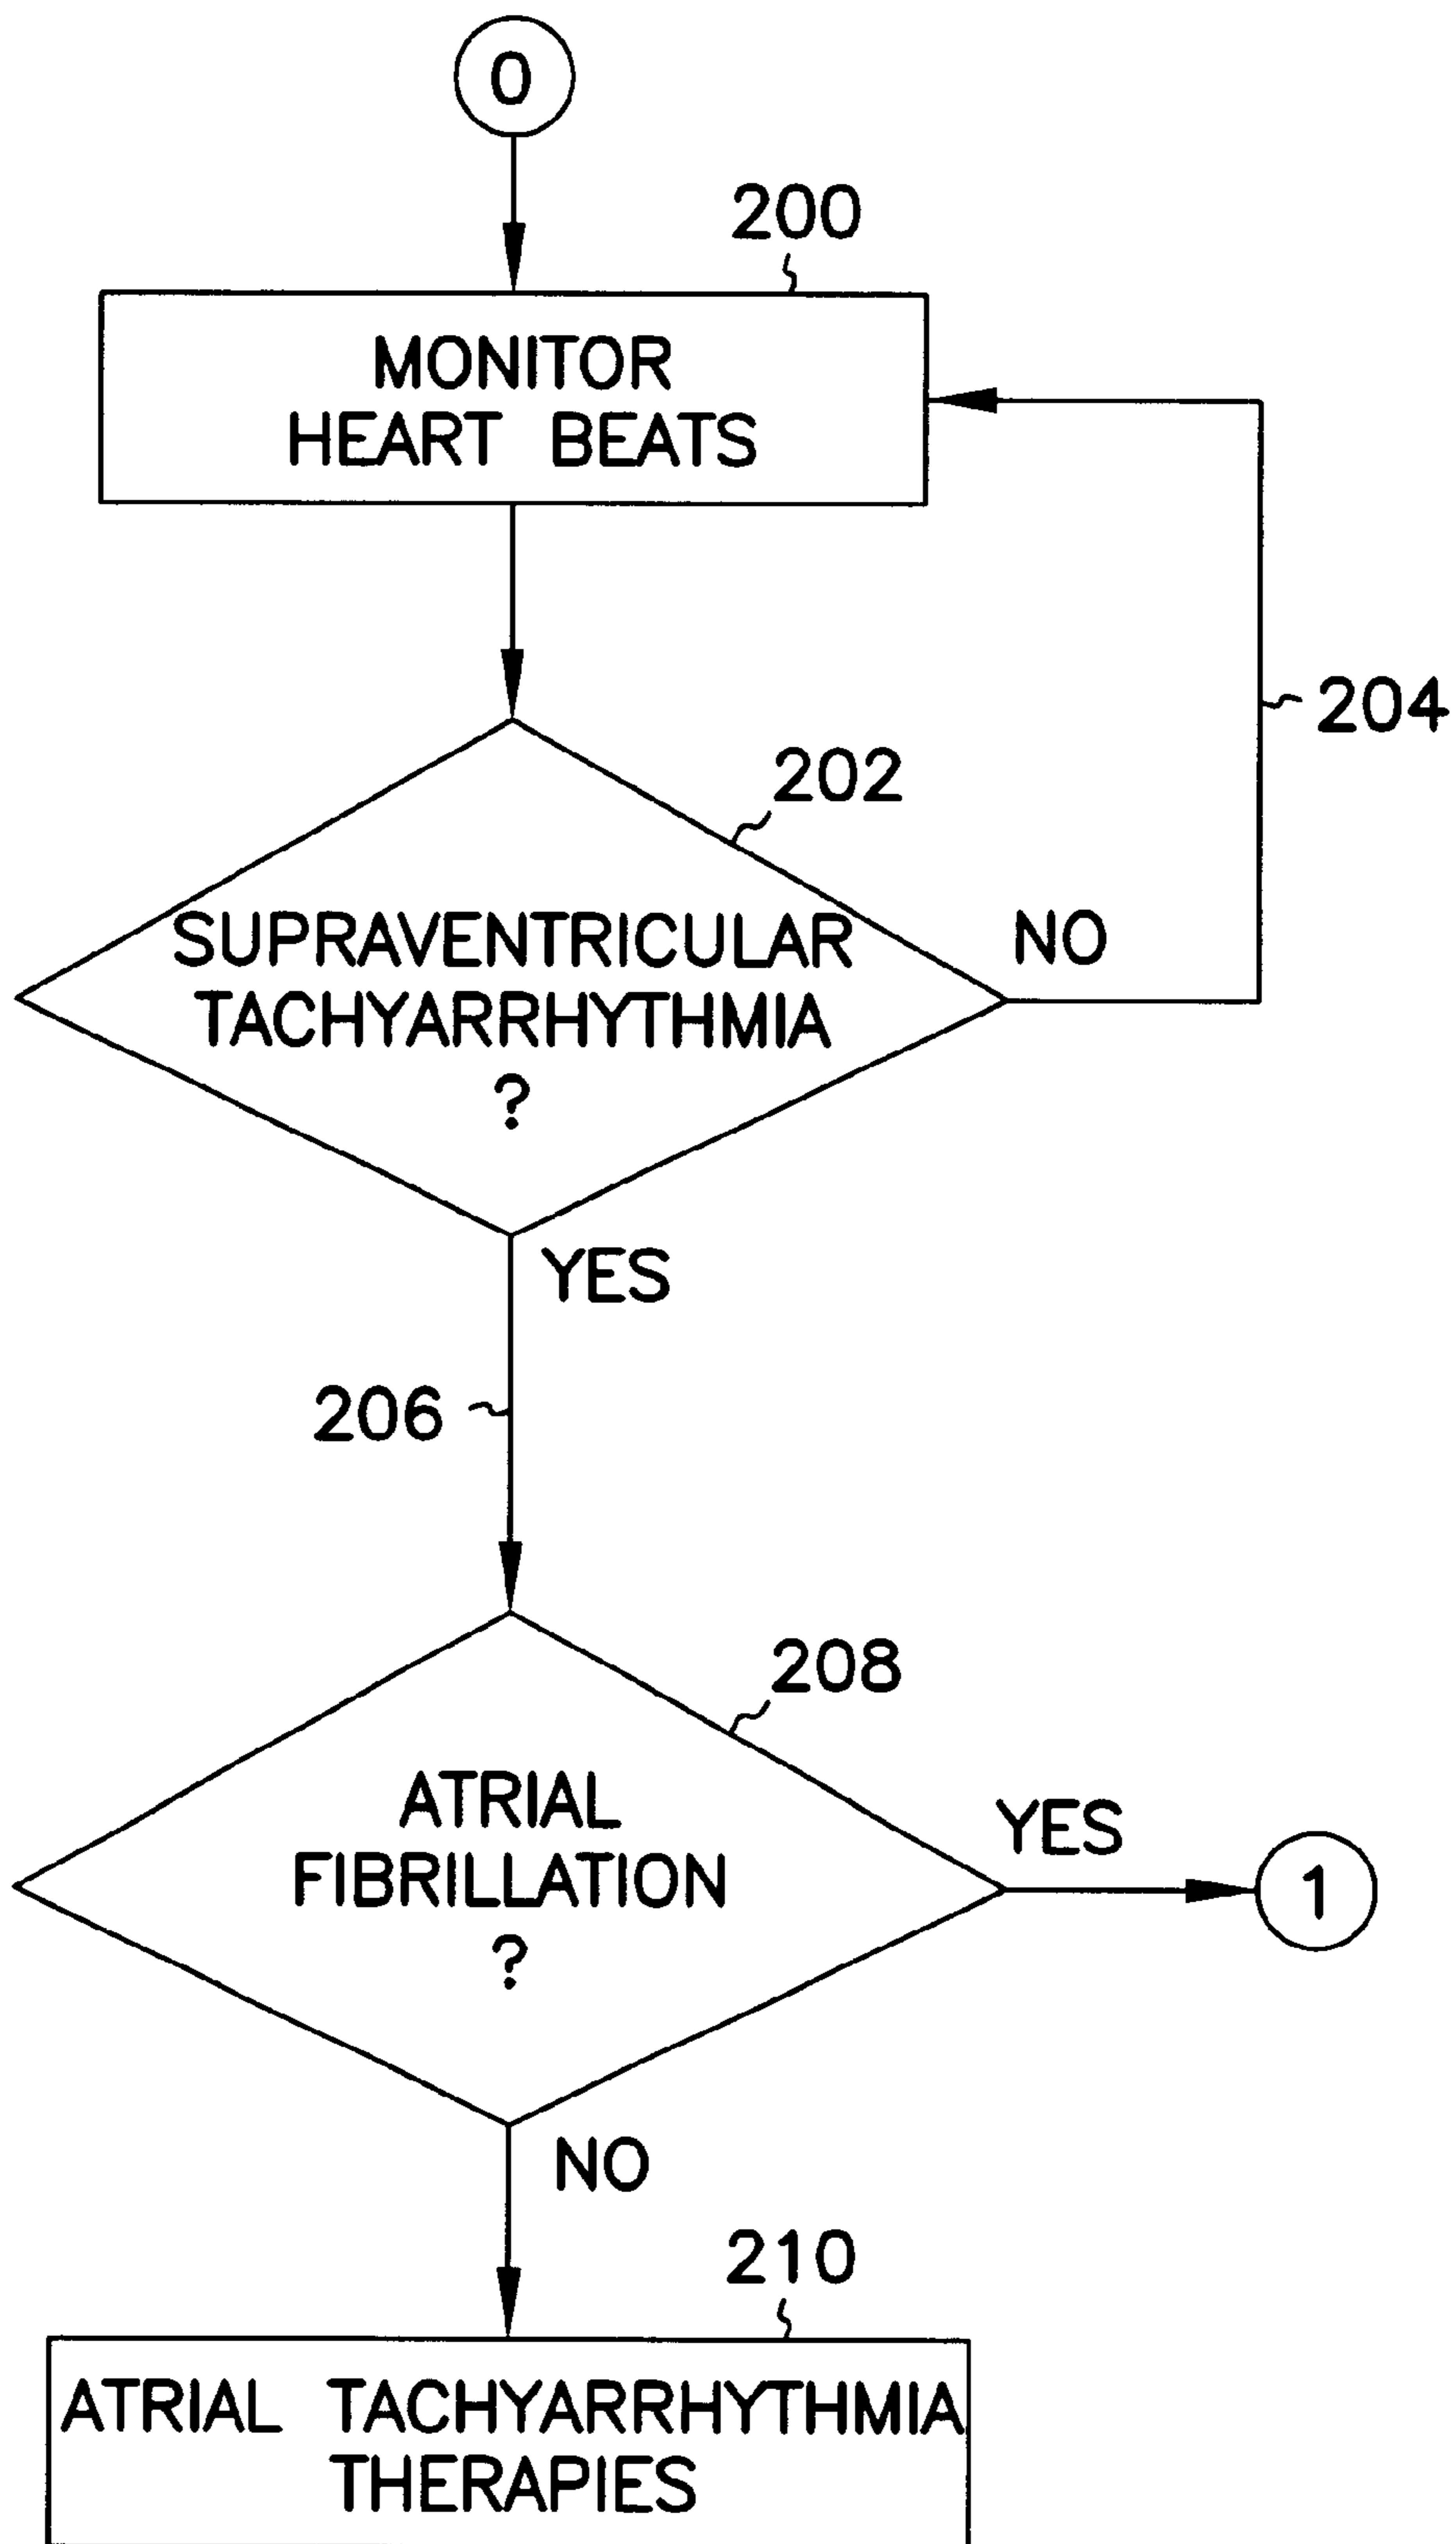 0
200
MONITOR
HEART BEATS
204
202
SUPRAVENTRICULAR
TACHYARRHYTHMIA
?
NO
YES
206
208
ATRIAL
FIBRILLATION
?
YES
1
NO
210
ATRIAL TACHYARRHYTHMIA
THERAPIES